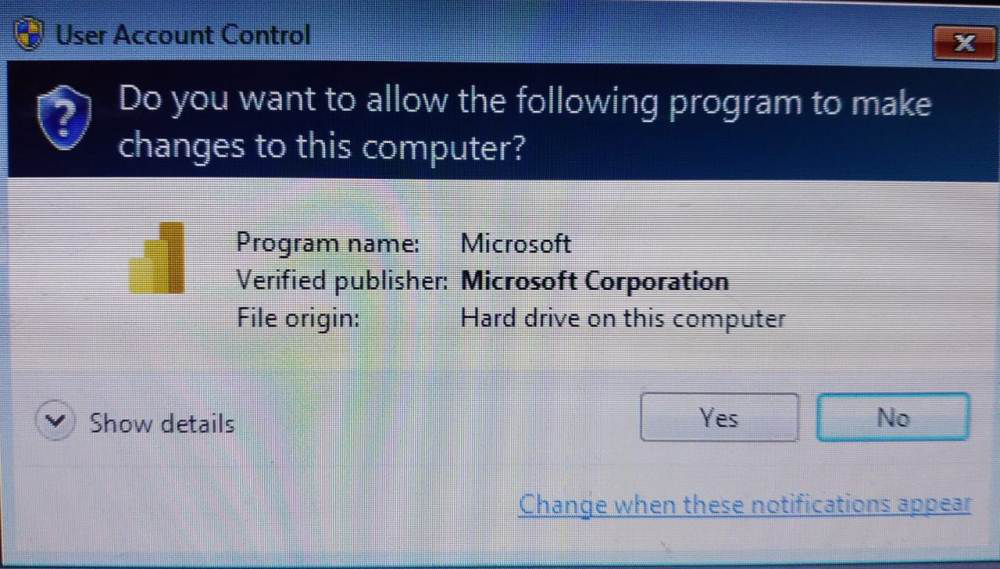 User Account Control
Do you want to allow the following program to make
changes to this computer?
Program name: Microsoft
Verified publisher: Microsoft Corporation
File origin: Hard drive on this computer
Show details
Yes
No
Change when these notifications appear